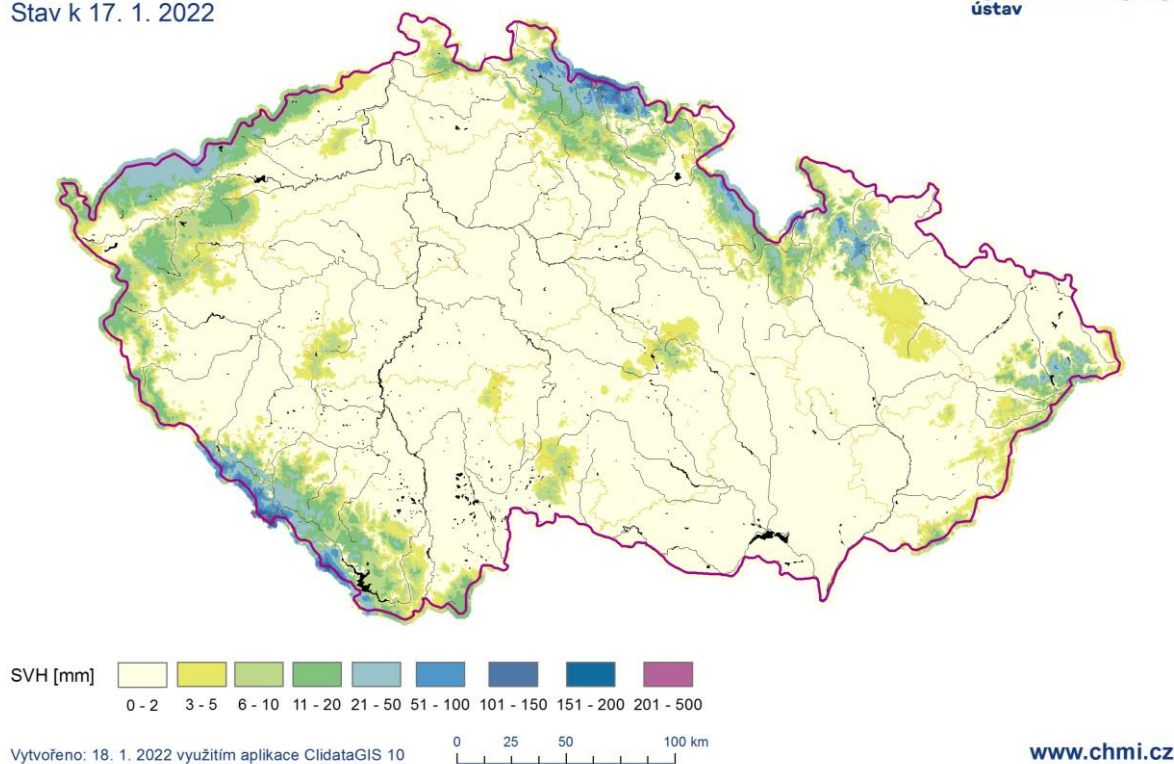 Stav k 17. 1. 2022
ústav
SVH [mm]
0 - 2 3 - 5 6 - 10 11 - 20 21 - 50 51 - 100 101 - 150 151 - 200 201 - 500
0 25 50 100 km
Vytvořeno: 18. 1. 2022 využitím aplikace ClidataGIS 10
www.chmi.cz